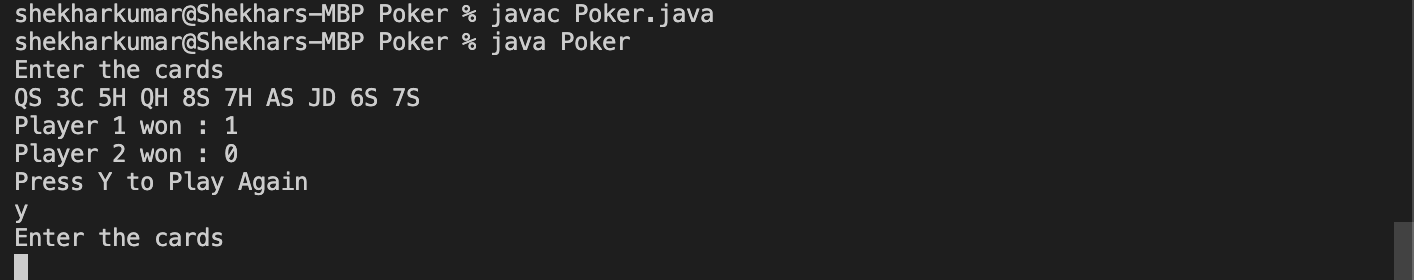 shekharkumar@Shekhars-MBP Poker % javac Poker.java
shekharkumar@Shekhars-MBP Poker % java Poker
Enter the cards
QS 3C 5H QH 8S 7H AS JD 6S 7S
Player 1 won : 1
Player 2 won : 0
Press Y to Play Again
y
Enter the cards